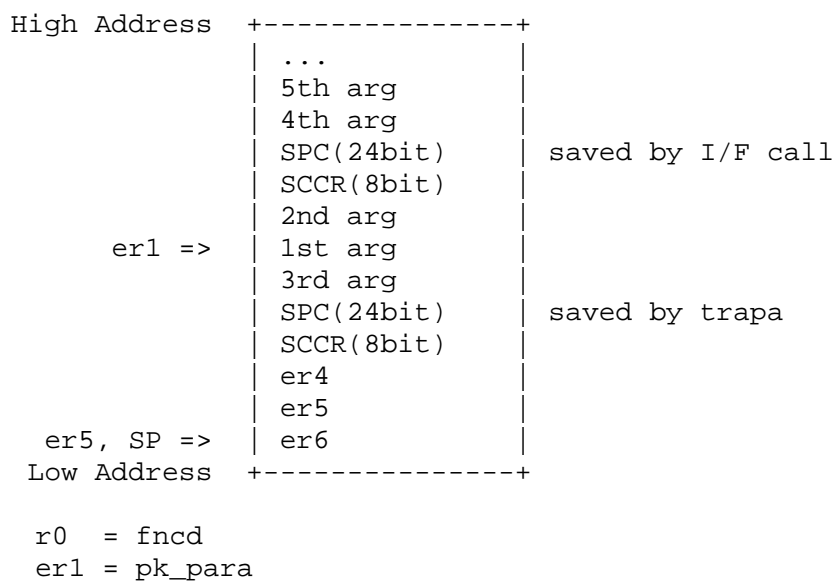 High Address +---------------+
| ... |
| 5th arg |
| 4th arg |
| SPC(24bit) | saved by I/F call
| SCCR(8bit) |
| 2nd arg |
er1 => | 1st arg |
| 3rd arg |
| SPC(24bit) | saved by trapa
| SCCR(8bit) |
| er4 |
| er5 |
er5, SP => | er6 |
Low Address +---------------+
r0 = fncd
er1 = pk_para